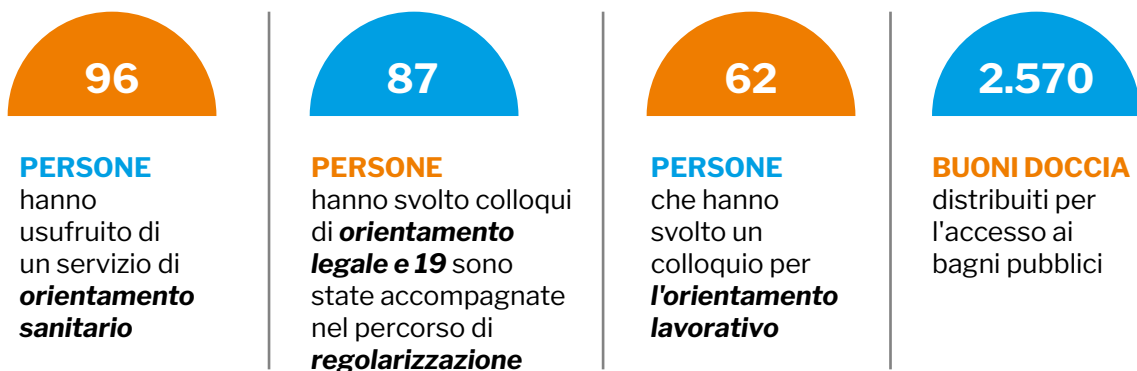 96
PERSONE
hanno
usufruito di
un servizio di
orientamento
sanitario
87
PERSONE
hanno svolto colloqui
di orientamento
legale e 19 sono
state accompagnate
nel percorso di
regolarizzazione
62
PERSONE
che hanno
svolto un
colloquio per
l'orientamento
lavorativo
2.570
BUONI DOCCIA
distribuiti per
l'accesso ai
bagni pubblici